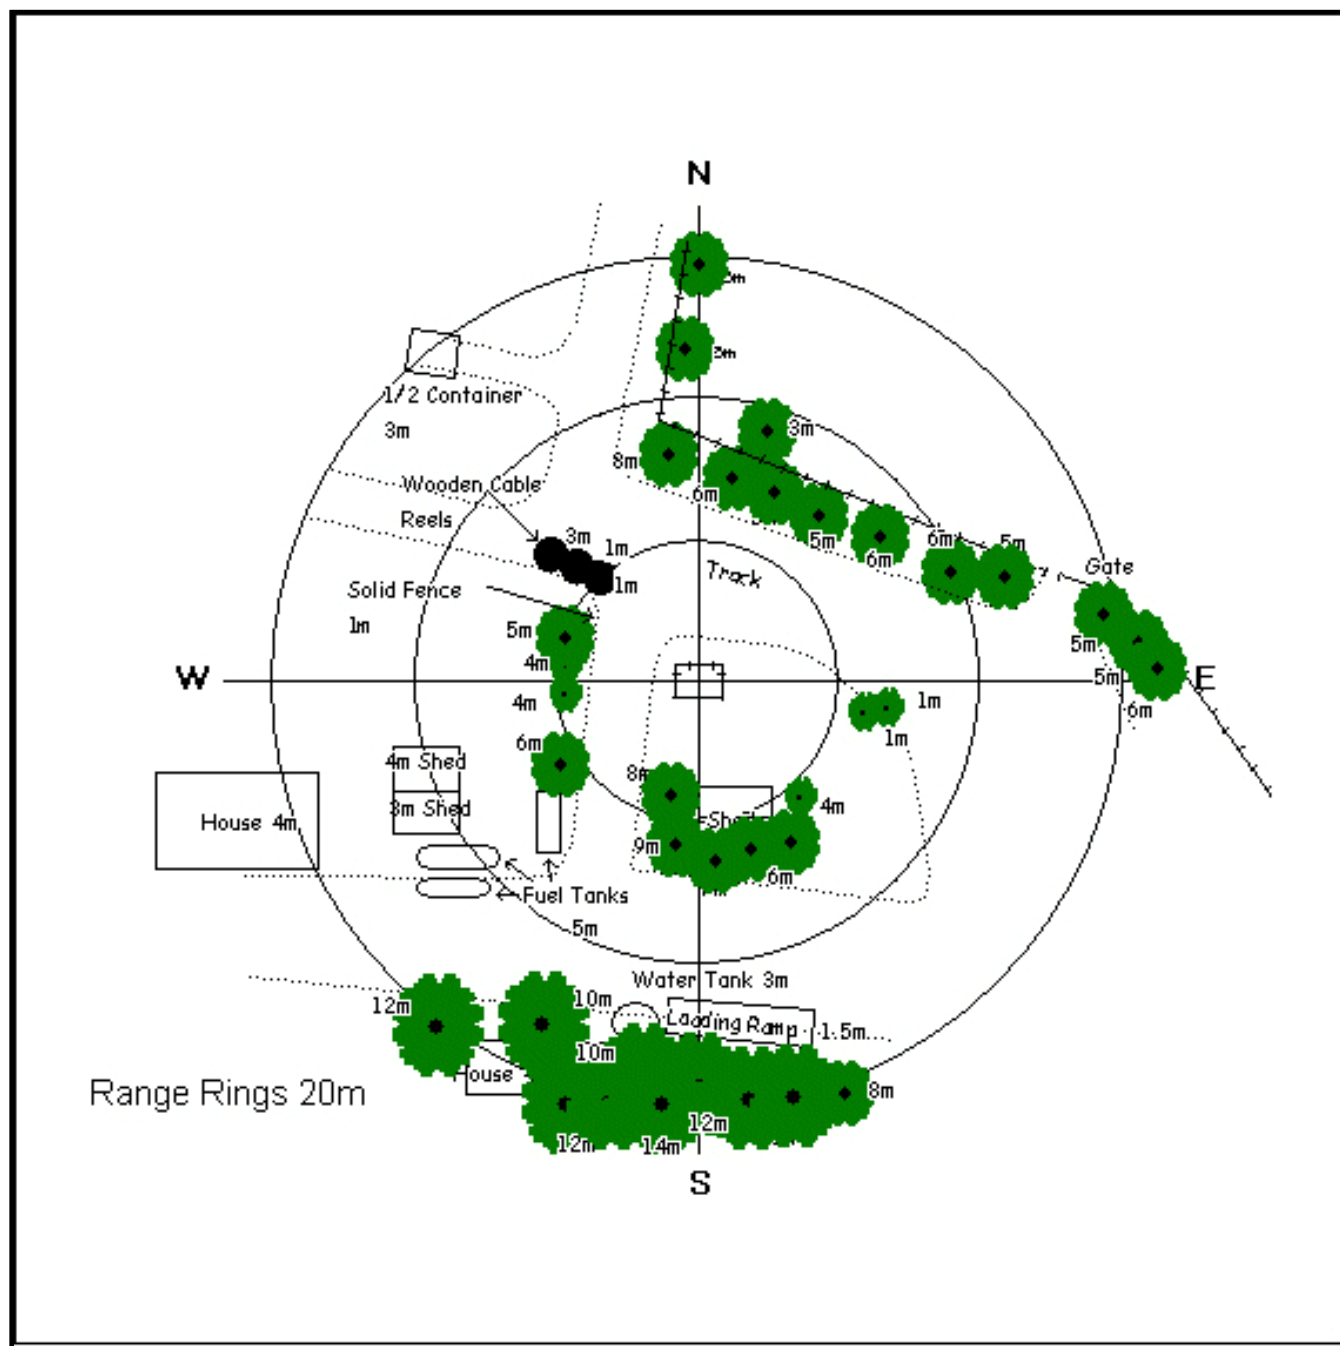 N
3m
8m
6m
5m
6m
6m
5m
Gate
1/2 Container
3m
Wooden Cable
Reels
3m
1m
1m
Track
Solid Fence
1m
5m
4m
4m
6m
W
E
5m
5m
6m
1m
1m
4m Shed
3m Shed
House 4m
8m
9m
4m
6m
Fuel Tanks
5m
Water Tank 3m
Loading Ramp
1.5m
12m
10m
10m
Range Rings 20m
12m
14m
12m
8m
S